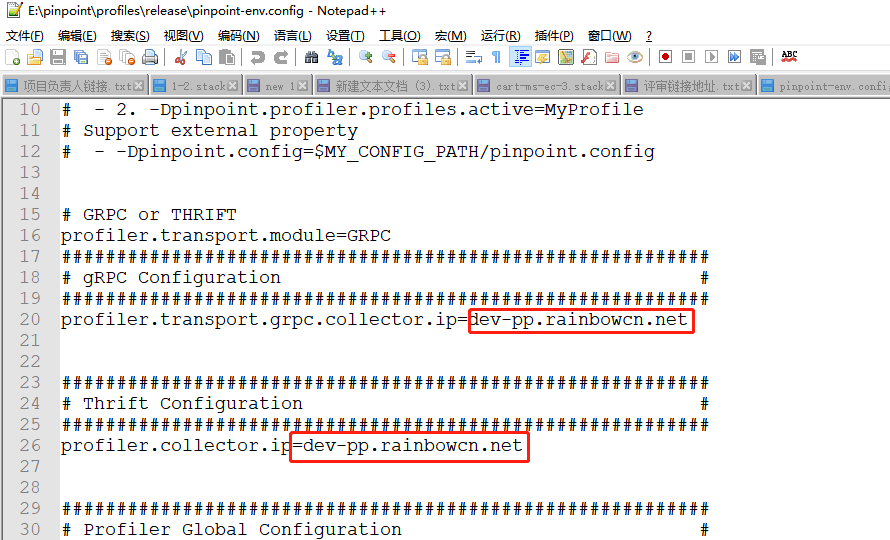 E:\pinpoint\profiles\release\pinpoint-env.config - Notepad++
文件(F) 编辑(E) 搜索(S) 视图(V) 编码(N) 语言(L) 设置(T) 工具(O) 宏(M) 运行(R) 插件(P) 窗口(W) ?
项目负责人链接.txt 1-2.stack new 1 新建文本文档 (3).txt cart-ms-ec-3.stack 评审链接地址.txt pinpoint-env.confi
10 #  - 2. -Dpinpoint.profiler.profiles.active=MyProfile
11 # Support external property
12 #  - -Dpinpoint.config=$MY_CONFIG_PATH/pinpoint.config
13
14
15 # GRPC or THRIFT
16 profiler.transport.module=GRPC
17 ###########################################################
18 # gRPC Configuration                                      #
19 ###########################################################
20 profiler.transport.grpc.collector.ip=dev-pp.rainbowcn.net
21
22
23 ###########################################################
24 # Thrift Configuration                                    #
25 ###########################################################
26 profiler.collector.ip=dev-pp.rainbowcn.net
27
28
29 ###########################################################
30 # Profiler Global Configuration                           #